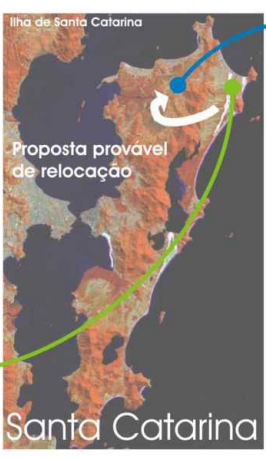 Ilha de Santa Catarina
Proposta provável
de relocação
Santa Catarina